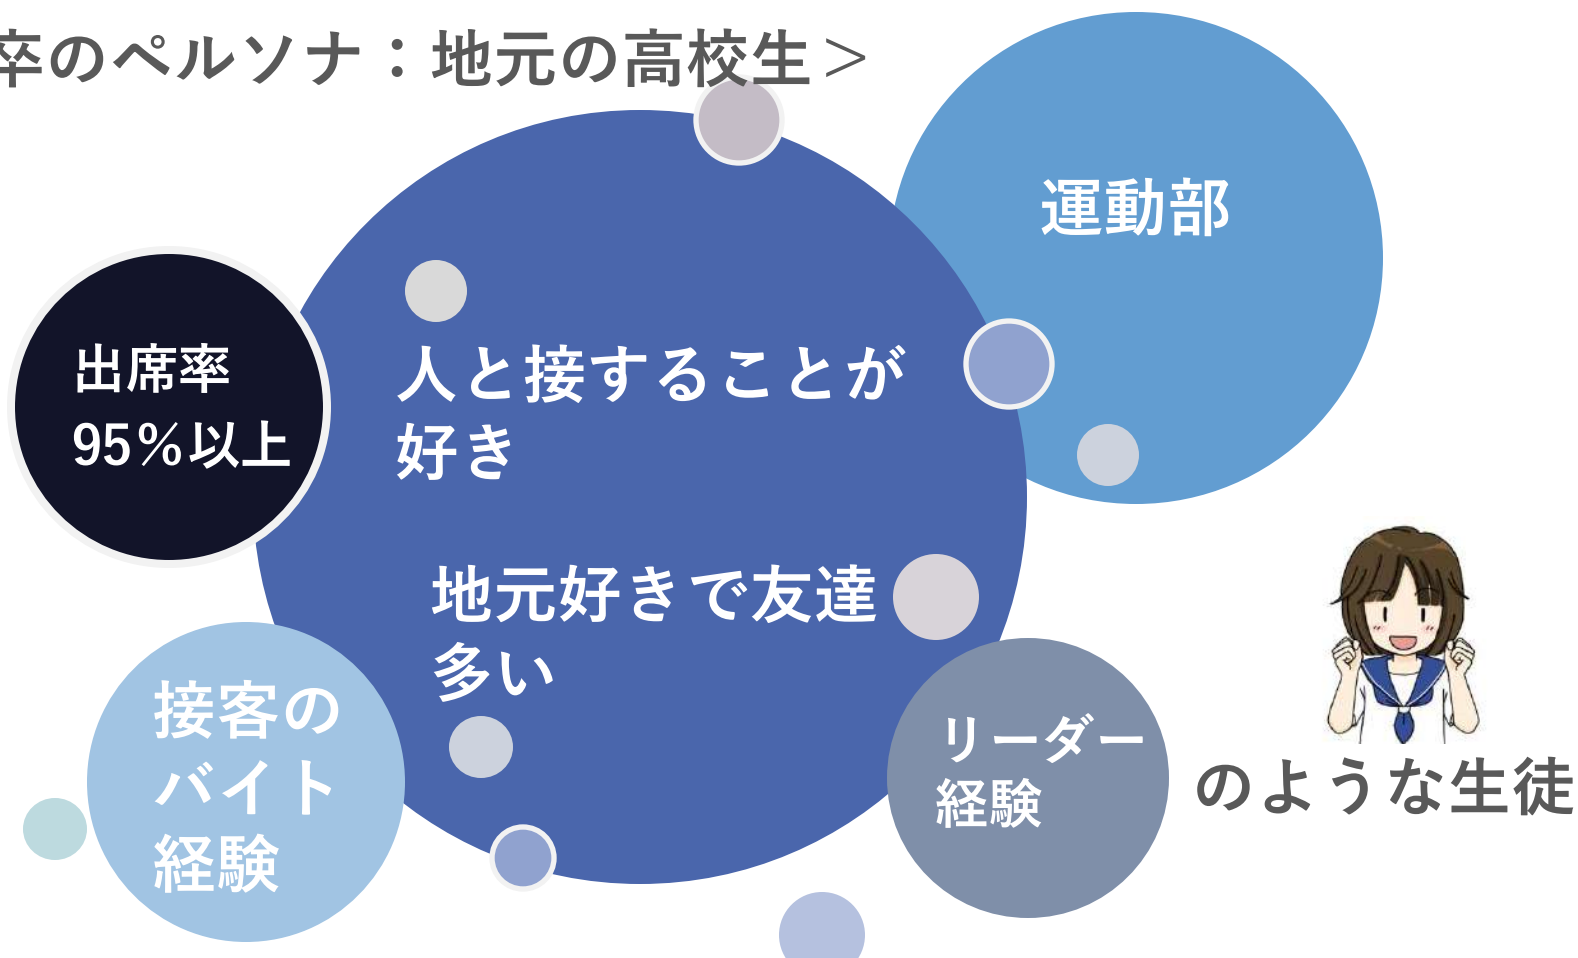 卒のペルソナ：地元の高校生＞
運動部
出席率
95％以上
人と接することが
好き
地元好きで友達
多い
接客の
バイト
経験
リーダー
経験
のような生徒